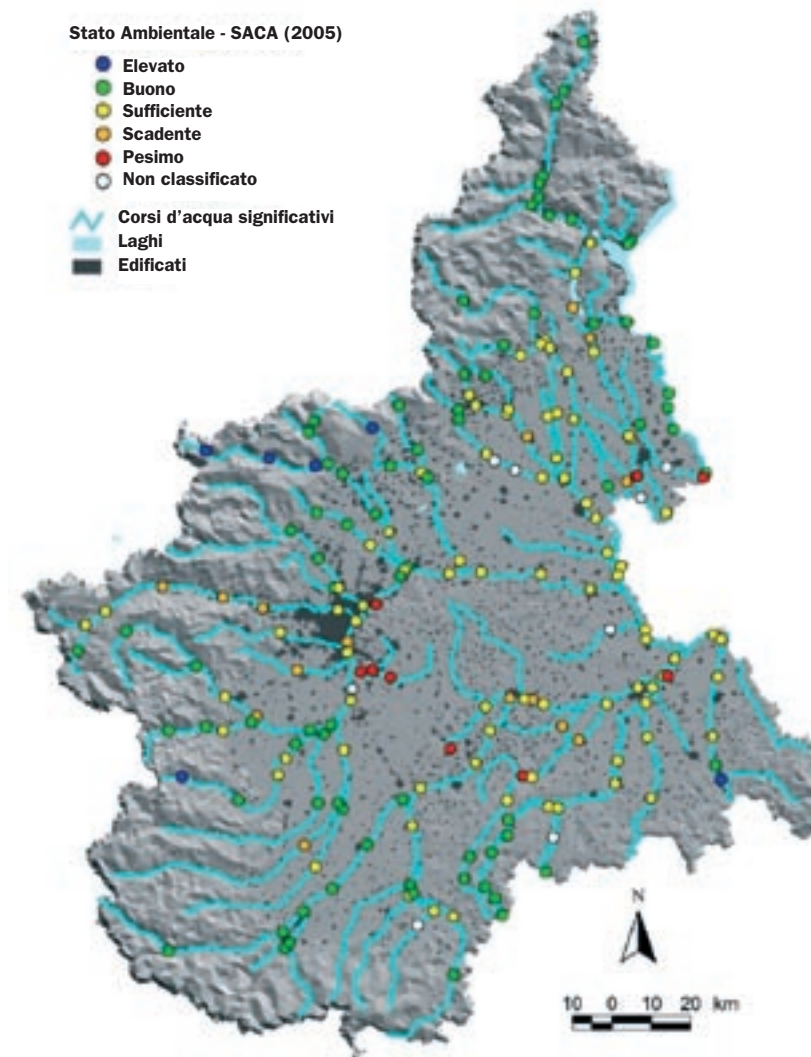 Stato Ambientale - SACA (2005)
Elevato
Buono
Sufficiente
Scadente
Pesimo
Non classificato
Corsi d'acqua significativi
Laghi
Edificati
N
10 0 10 20 km